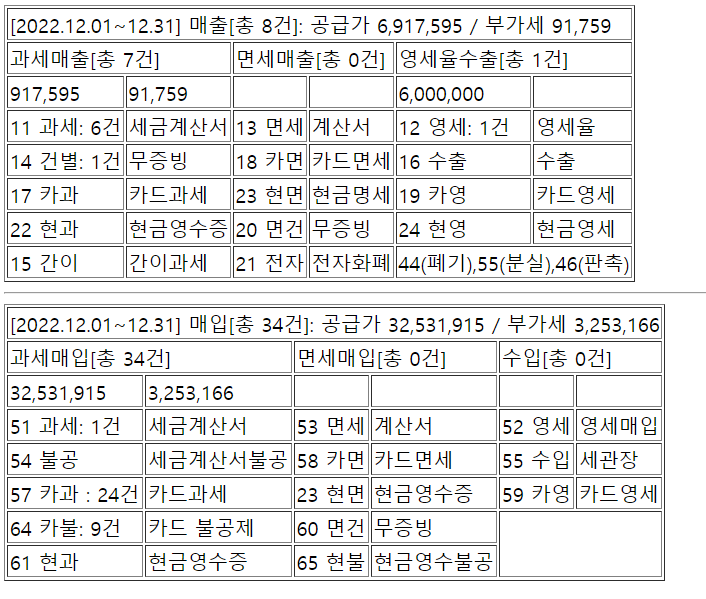 [2022.12.01~12.31] 매출[총 8건]: 공급가 6,917,595 / 부가세 91,759
과세매출[총 7건] 면세매출[총 0건] 영세율수출[총 1건]
917,595 91,759 6,000,000
11 과세: 6건 세금계산서 13 면세 계산서 12 영세: 1건 영세율
14 건별: 1건 무증빙 18 카면 카드면세 16 수출 수출
17 카과 카드과세 23 현면 현금명세 19 카영 카드영세
22 현과 현금영수증 20 면건 무증빙 24 현영 현금영세
15 간이 간이과세 21 전자 전자화폐 44(폐기),55(분실),46(판촉)
[2022.12.01~12.31] 매입[총 34건]: 공급가 32,531,915 / 부가세 3,253,166
과세매입[총 34건] 면세매입[총 0건] 수입[총 0건]
32,531,915 3,253,166
51 과세: 1건 세금계산서 53 면세 계산서 52 영세 영세매입
54 불공 세금계산서불공 58 카면 카드면세 55 수입 세관장
57 카과 : 24건 카드과세 23 현면 현금영수증 59 카영 카드영세
64 카불: 9건 카드 불공제 60 면건 무증빙
61 현과 현금영수증 65 현불 현금영수불공